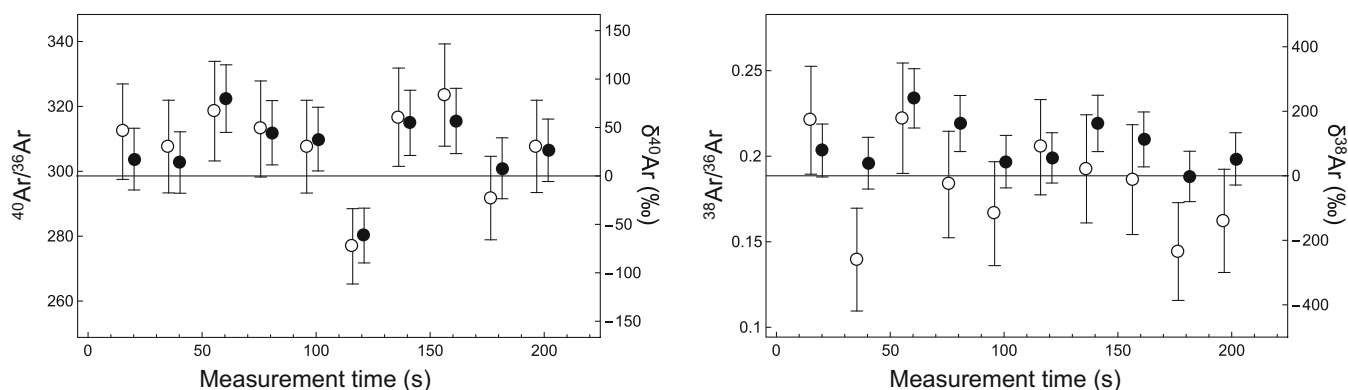 340
320
300
280
260
⁴⁰Ar/³⁶Ar
150
100
50
0
−50
−100
−150
δ⁴⁰Ar (‰)
0 50 100 150 200
Measurement time (s)
0.25
0.2
0.15
0.1
³⁸Ar/³⁶Ar
400
200
0
−200
−400
δ³⁸Ar (‰)
0 50 100 150 200
Measurement time (s)